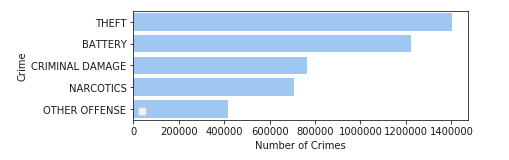 THEFT
BATTERY
CRIMINAL DAMAGE
NARCOTICS
OTHER OFFENSE
Crime
0 200000 400000 600000 800000 1000000 1200000 1400000
Number of Crimes